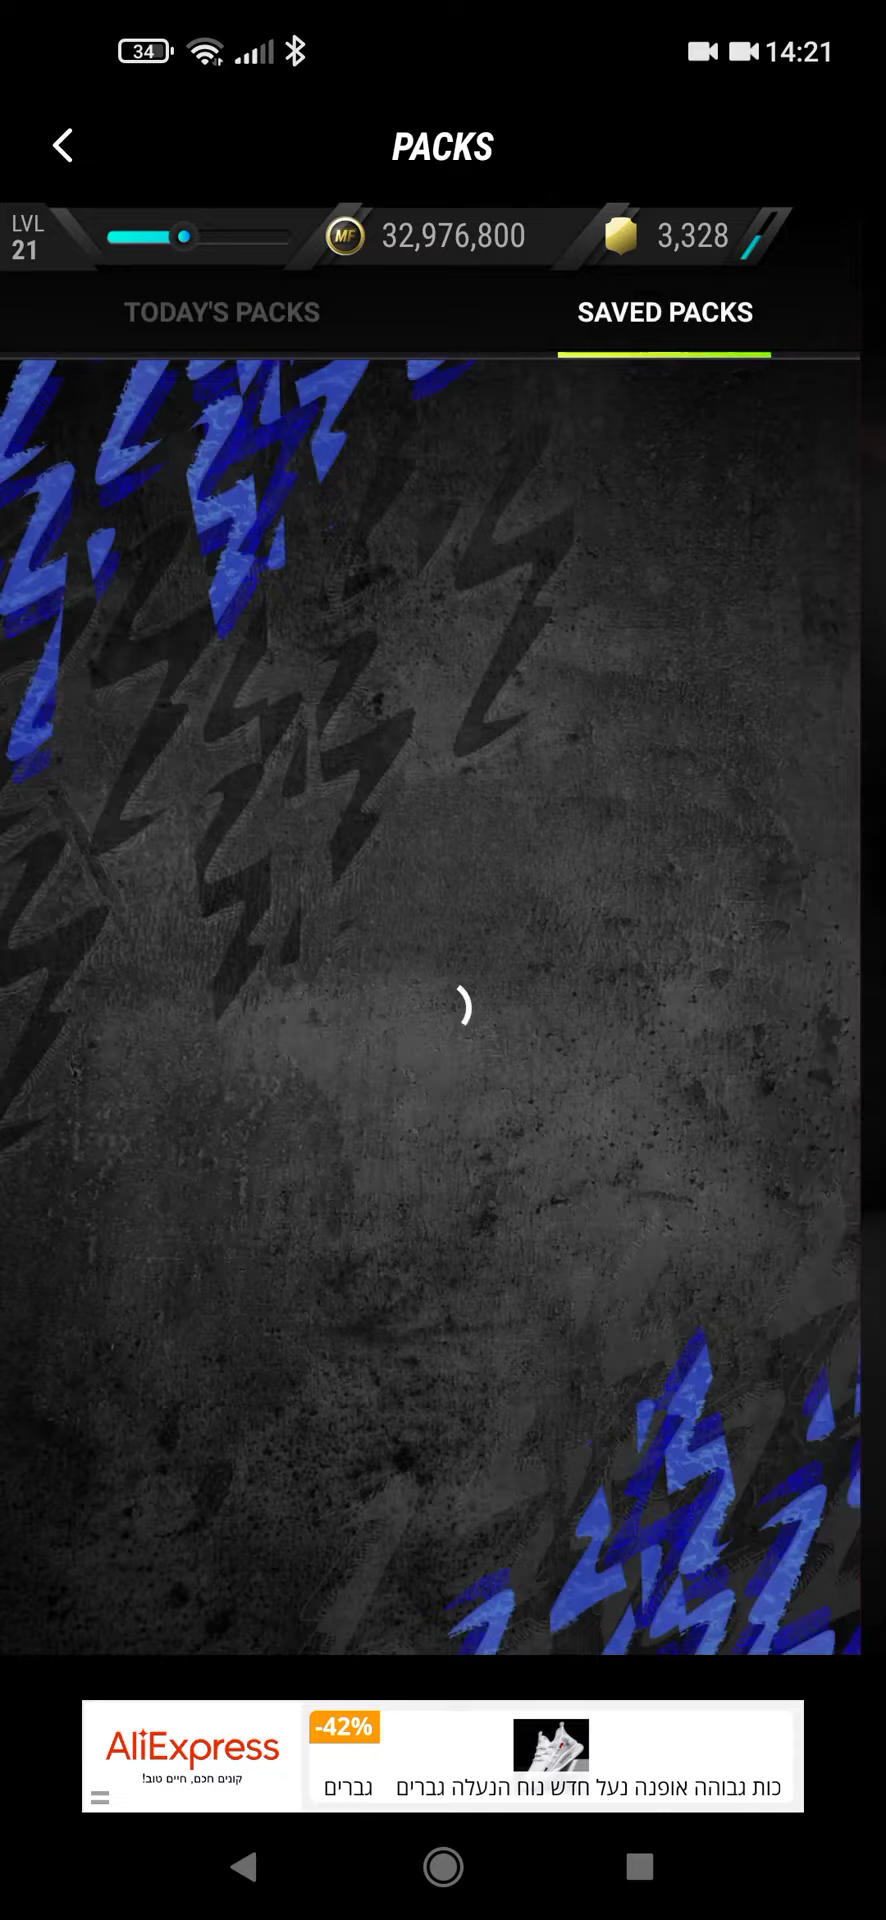 34 14:21
PACKS
LVL
21
MF 32,976,800 3,328
TODAY'S PACKS SAVED PACKS
-42%
AliExpress
קונים חכם, חיים טוב!
כות גבוהה אופנה נעל חדש נוח הנעלה גברים גברים